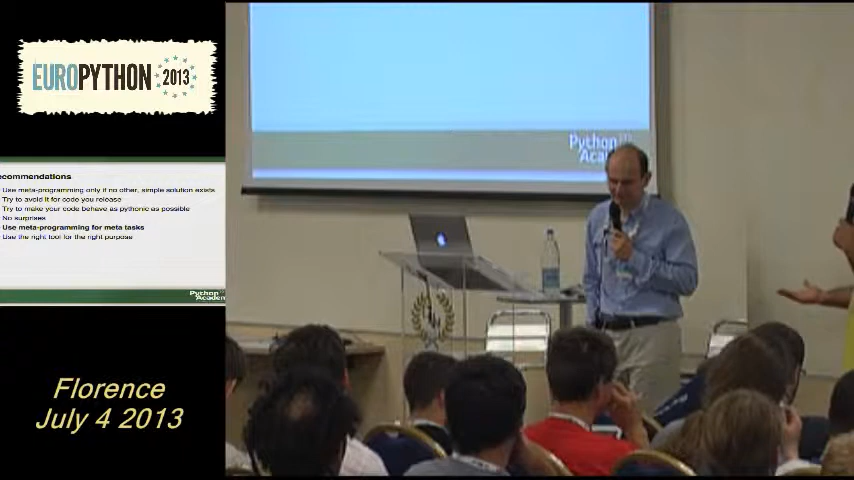 EUROPYTHON 2013
ecommendations
Use meta-programming only if no other, simple solution exists
Try to avoid it for code you release
Try to make your code behave as pythonic as possible
No surprises
Use meta-programming for meta tasks
Use the right tool for the right purpose
Python
Academ
Florence
July 4 2013
Python
Aca